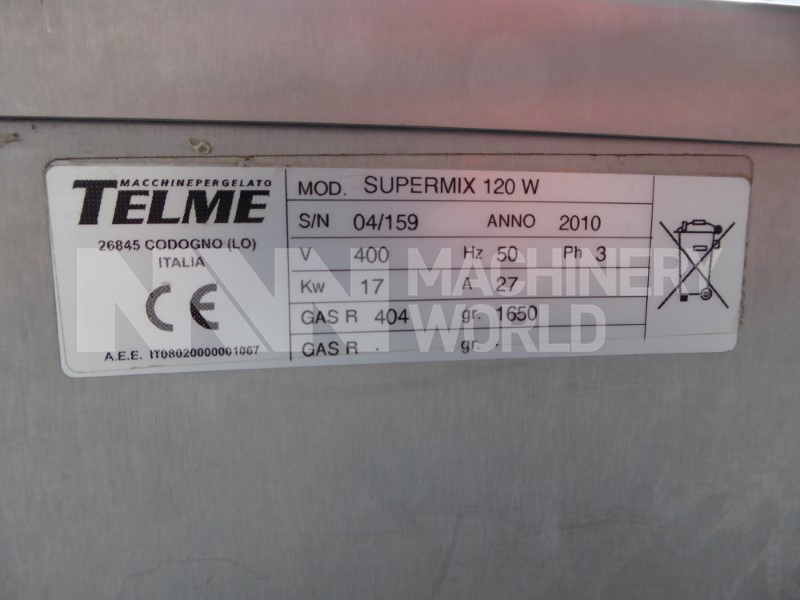 MACCHINEPERGELATO
TELME
26845 CODOGNO (LO)
ITALIA
CE
A.E.E. IT08020000001067
MOD. SUPERMIX 120 W
S/N 04/159 ANNO 2010
V 400 Hz 50 Ph 3
Kw 17 A 27
GAS R 404 gr. 1650
GAS R . gr. .
MACHINERY
WORLD